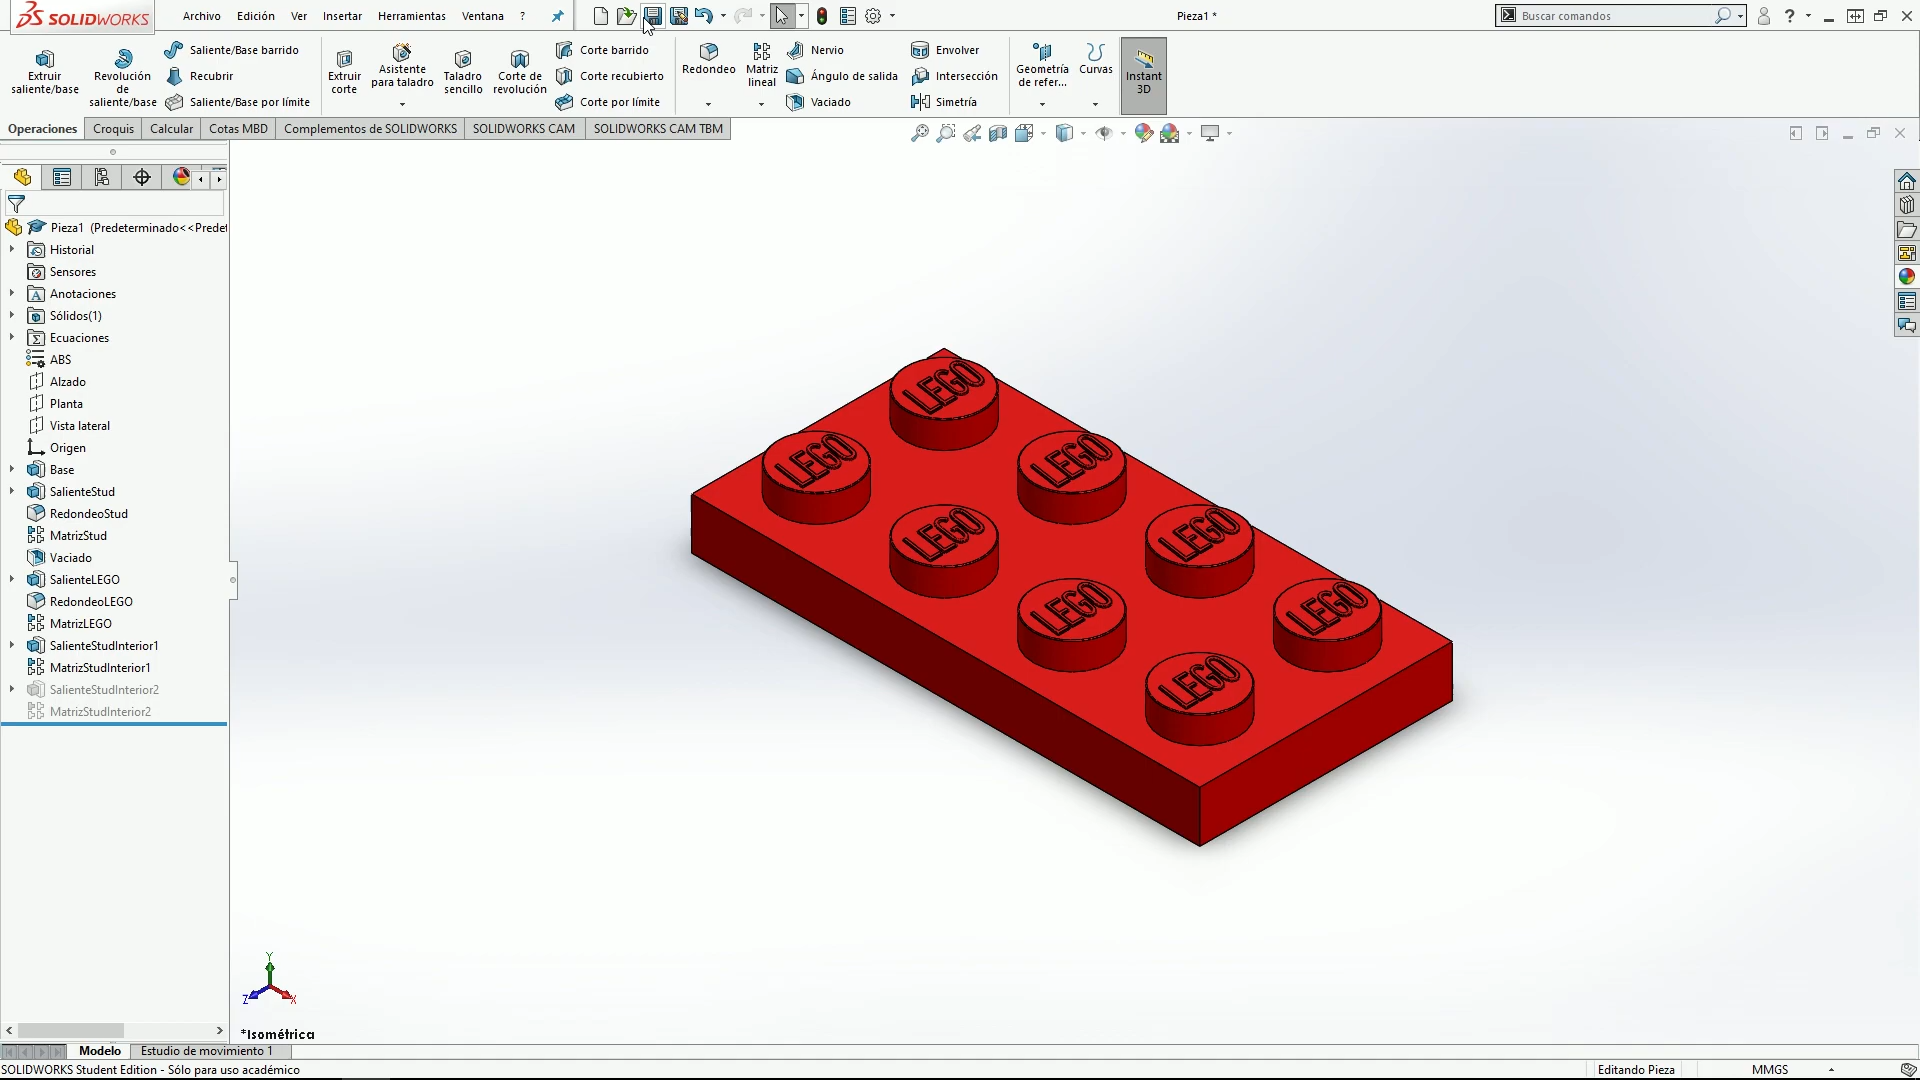 SOLIDWORKS Archivo Edición Ver Insertar Herramientas Ventana ? Pieza1 * Buscar comandos ?
Extruir saliente/base
Revolución de saliente/base
Saliente/Base barrido
Recubrir
Saliente/Base por límite
Extruir corte
Asistente para taladro
Taladro sencillo
Corte de revolución
Corte barrido
Corte recubierto
Corte por límite
Redondeo
Matriz lineal
Nervio
Ángulo de salida
Vaciado
Envolver
Intersección
Simetría
Geometría de refer...
Curvas
Instant 3D
Operaciones Croquis Calcular Cotas MBD Complementos de SOLIDWORKS SOLIDWORKS CAM SOLIDWORKS CAM TBM
Pieza1 (Predeterminado<<Predet
Historial
Sensores
Anotaciones
Sólidos(1)
Ecuaciones
ABS
Alzado
Planta
Vista lateral
Origen
Base
SalienteStud
RedondeoStud
MatrizStud
Vaciado
SalienteLEGO
RedondeoLEGO
MatrizLEGO
SalienteStudInterior1
MatrizStudInterior1
SalienteStudInterior2
MatrizStudInterior2
LEGO
LEGO
LEGO
LEGO
LEGO
LEGO
LEGO
LEGO
Y
Z X
*Isométrica
Modelo Estudio de movimiento 1
SOLIDWORKS Student Edition - Sólo para uso académico Editando Pieza MMGS